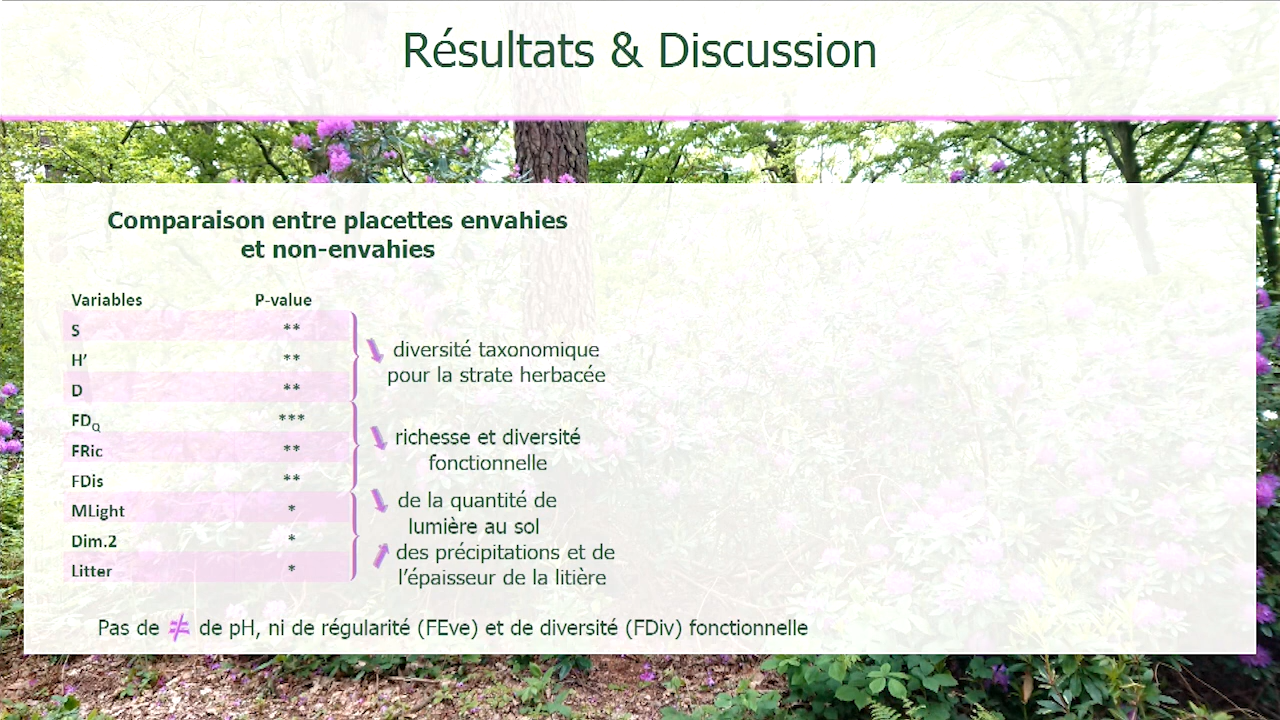 Résultats & Discussion
Comparaison entre placettes envahies
et non-envahies
Variables P-value
S **
H’ **
D **
FDQ ***
FRic **
FDis **
MLight *
Dim.2 *
Litter *
diversité taxonomique
pour la strate herbacée
richesse et diversité
fonctionnelle
de la quantité de
lumière au sol
des précipitations et de
l’épaisseur de la litière
Pas de ≠ de pH, ni de régularité (FEve) et de diversité (FDiv) fonctionnelle